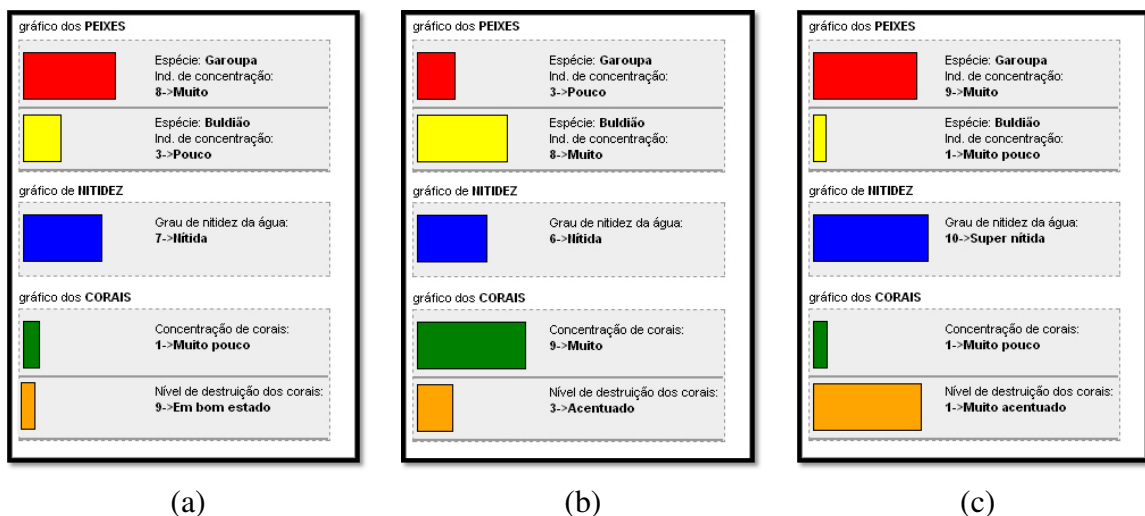 gráfico dos PEIXES
Espécie: Garoupa
Ind. de concentração:
8->Muito
Espécie: Buldião
Ind. de concentração:
3->Pouco
gráfico de NITIDEZ
Grau de nitidez da água:
7->Nítida
gráfico dos CORAIS
Concentração de corais:
1->Muito pouco
Nível de destruição dos corais:
9->Em bom estado
(a)
gráfico dos PEIXES
Espécie: Garoupa
Ind. de concentração:
3->Pouco
Espécie: Buldião
Ind. de concentração:
8->Muito
gráfico de NITIDEZ
Grau de nitidez da água:
6->Nítida
gráfico dos CORAIS
Concentração de corais:
9->Muito
Nível de destruição dos corais:
3->Acentuado
(b)
gráfico dos PEIXES
Espécie: Garoupa
Ind. de concentração:
9->Muito
Espécie: Buldião
Ind. de concentração:
1->Muito pouco
gráfico de NITIDEZ
Grau de nitidez da água:
10->Super nítida
gráfico dos CORAIS
Concentração de corais:
1->Muito pouco
Nível de destruição dos corais:
1->Muito acentuado
(c)